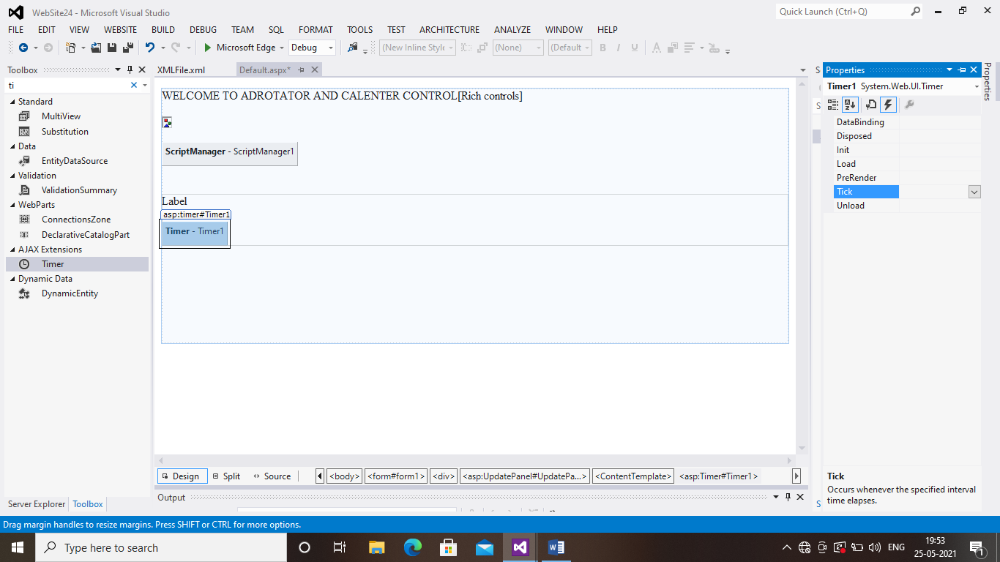 WebSite24 - Microsoft Visual Studio
Quick Launch (Ctrl+Q)
FILE EDIT VIEW WEBSITE BUILD DEBUG TEAM SQL FORMAT TOOLS TEST ARCHITECTURE ANALYZE WINDOW HELP
Microsoft Edge Debug (New Inline Style (None) (Default B I U A
Toolbox
ti
Standard
MultiView
Substitution
Data
EntityDataSource
Validation
ValidationSummary
WebParts
ConnectionsZone
DeclarativeCatalogPart
AJAX Extensions
Timer
Dynamic Data
DynamicEntity
Server Explorer Toolbox
XMLFile.xml Default.aspx*
WELCOME TO ADROTATOR AND CALENTER CONTROL[Rich controls]
ScriptManager - ScriptManager1
Label
asp:timer#Timer1
Timer - Timer1
Design Split Source <body> <form#form1> <div> <asp:UpdatePanel#UpdatePa...> <ContentTemplate> <asp:Timer#Timer1>
Output
S
S
S
Properties
Timer1 System.Web.UI.Timer
DataBinding
Disposed
Init
Load
PreRender
Tick
Unload
Tick
Occurs whenever the specified interval
time elapses.
Properties
Drag margin handles to resize margins. Press SHIFT or CTRL for more options.
Type here to search
ENG
19:53
25-05-2021
1